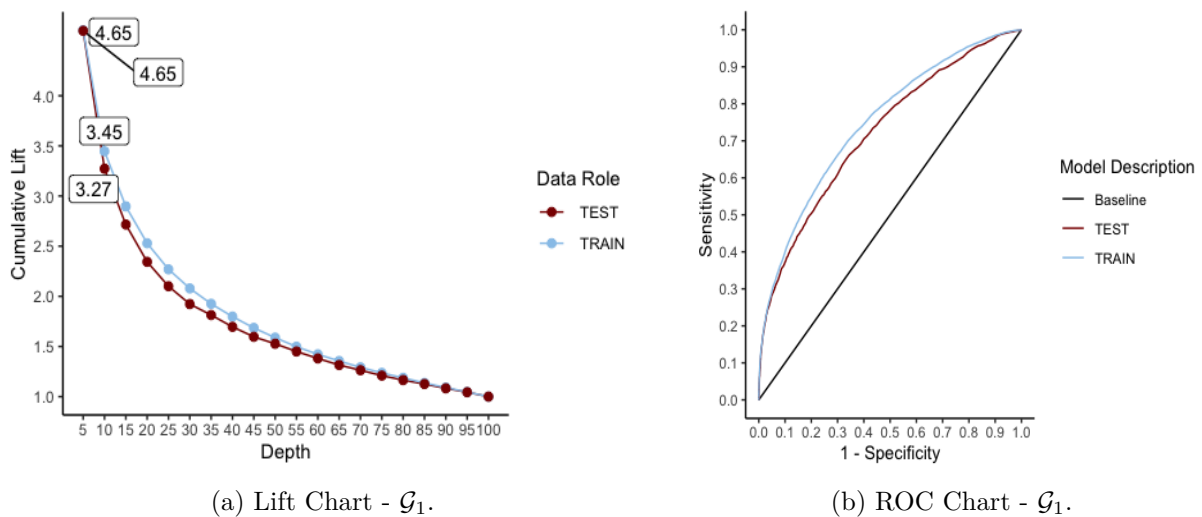 4.65
4.65
3.45
3.27
4.0
3.5
3.0
2.5
2.0
1.5
1.0
Cumulative Lift
5 10 15 20 25 30 35 40 45 50 55 60 65 70 75 80 85 90 95 100
Depth
Data Role
TEST
TRAIN
(a) Lift Chart - 𝒢₁.
1.0
0.9
0.8
0.7
0.6
0.5
0.4
0.3
0.2
0.1
0.0
Sensitivity
0.0 0.1 0.2 0.3 0.4 0.5 0.6 0.7 0.8 0.9 1.0
1 - Specificity
Model Description
Baseline
TEST
TRAIN
(b) ROC Chart - 𝒢₁.